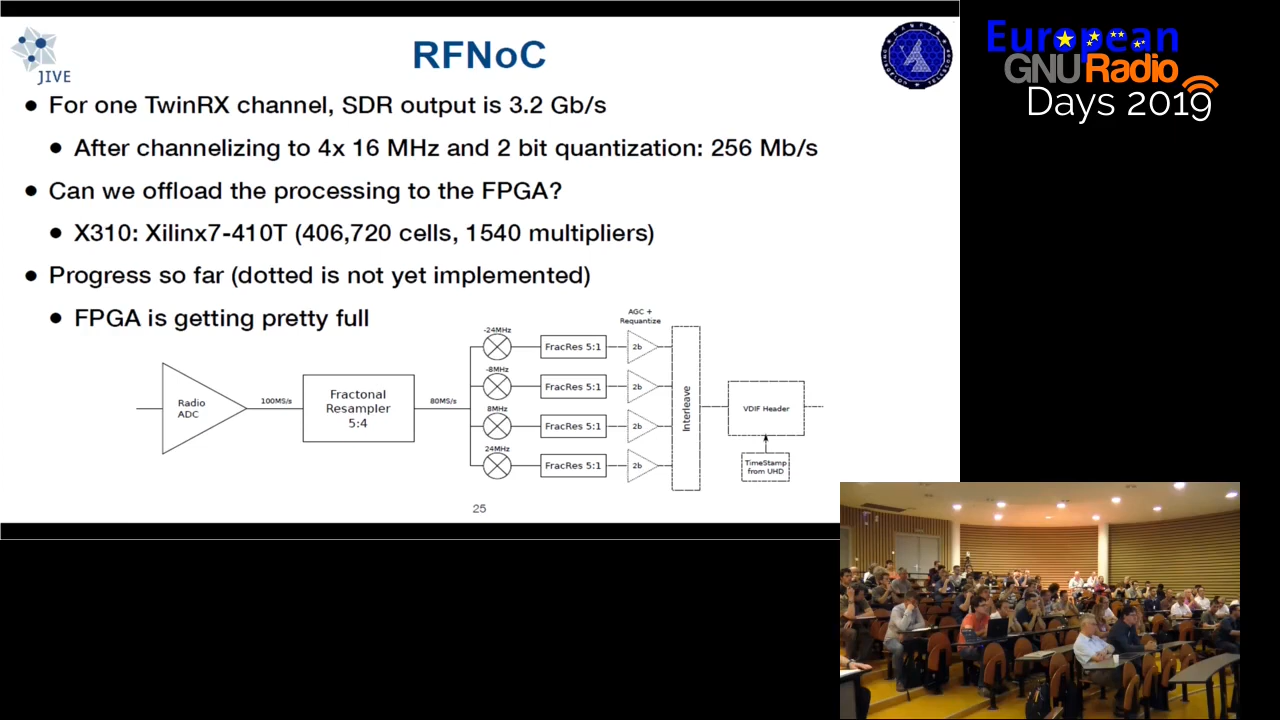 JIVE
RFNoC
European
GNURadio
Days 2019
For one TwinRX channel, SDR output is 3.2 Gb/s
After channelizing to 4x 16 MHz and 2 bit quantization: 256 Mb/s
Can we offload the processing to the FPGA?
X310: Xilinx7-410T (406,720 cells, 1540 multipliers)
Progress so far (dotted is not yet implemented)
FPGA is getting pretty full
AGC +
Requantize
-24MHz
FracRes 5:1
2b
-8MHz
FracRes 5:1
2b
8MHz
FracRes 5:1
2b
24MHz
FracRes 5:1
2b
Radio
ADC
100MS/s
Fractonal
Resampler
5:4
80MS/s
Interleave
VDIF Header
TimeStamp
from UHD
25